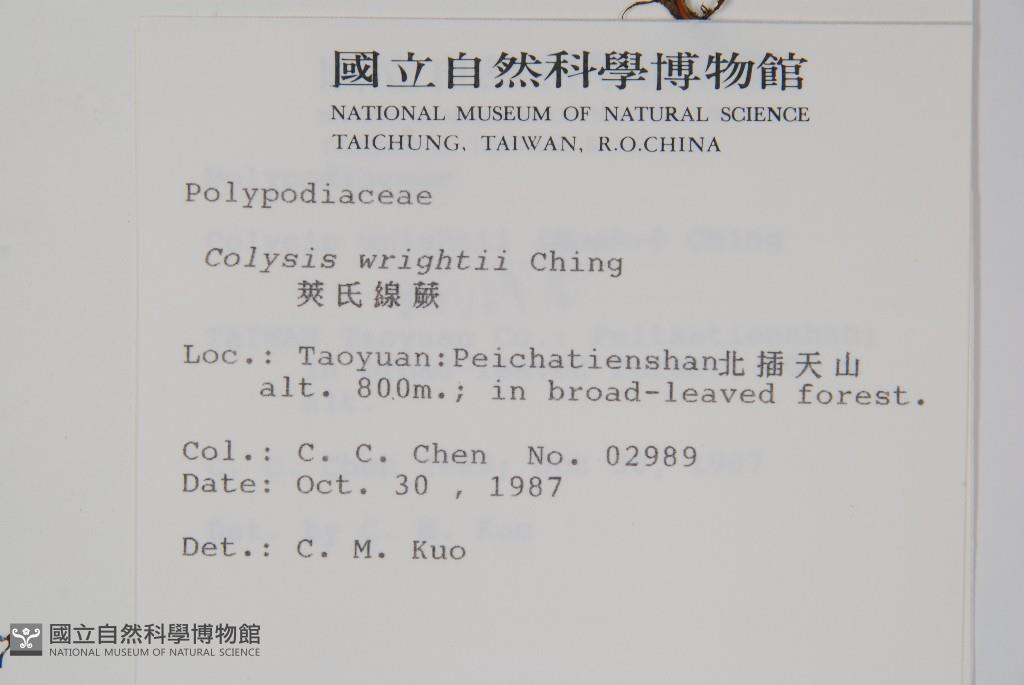 國立自然科學博物館
NATIONAL MUSEUM OF NATURAL SCIENCE
TAICHUNG, TAIWAN, R.O.CHINA
Polypodiaceae
Colysis wrightii Ching
萊氏線蕨
Loc.: Taoyuan:Peichatienshan北插天山
alt. 800m.; in broad-leaved forest.
Col.: C. C. Chen No. 02989
Date: Oct. 30 , 1987
Det.: C. M. Kuo
國立自然科學博物館
NATIONAL MUSEUM OF NATURAL SCIENCE